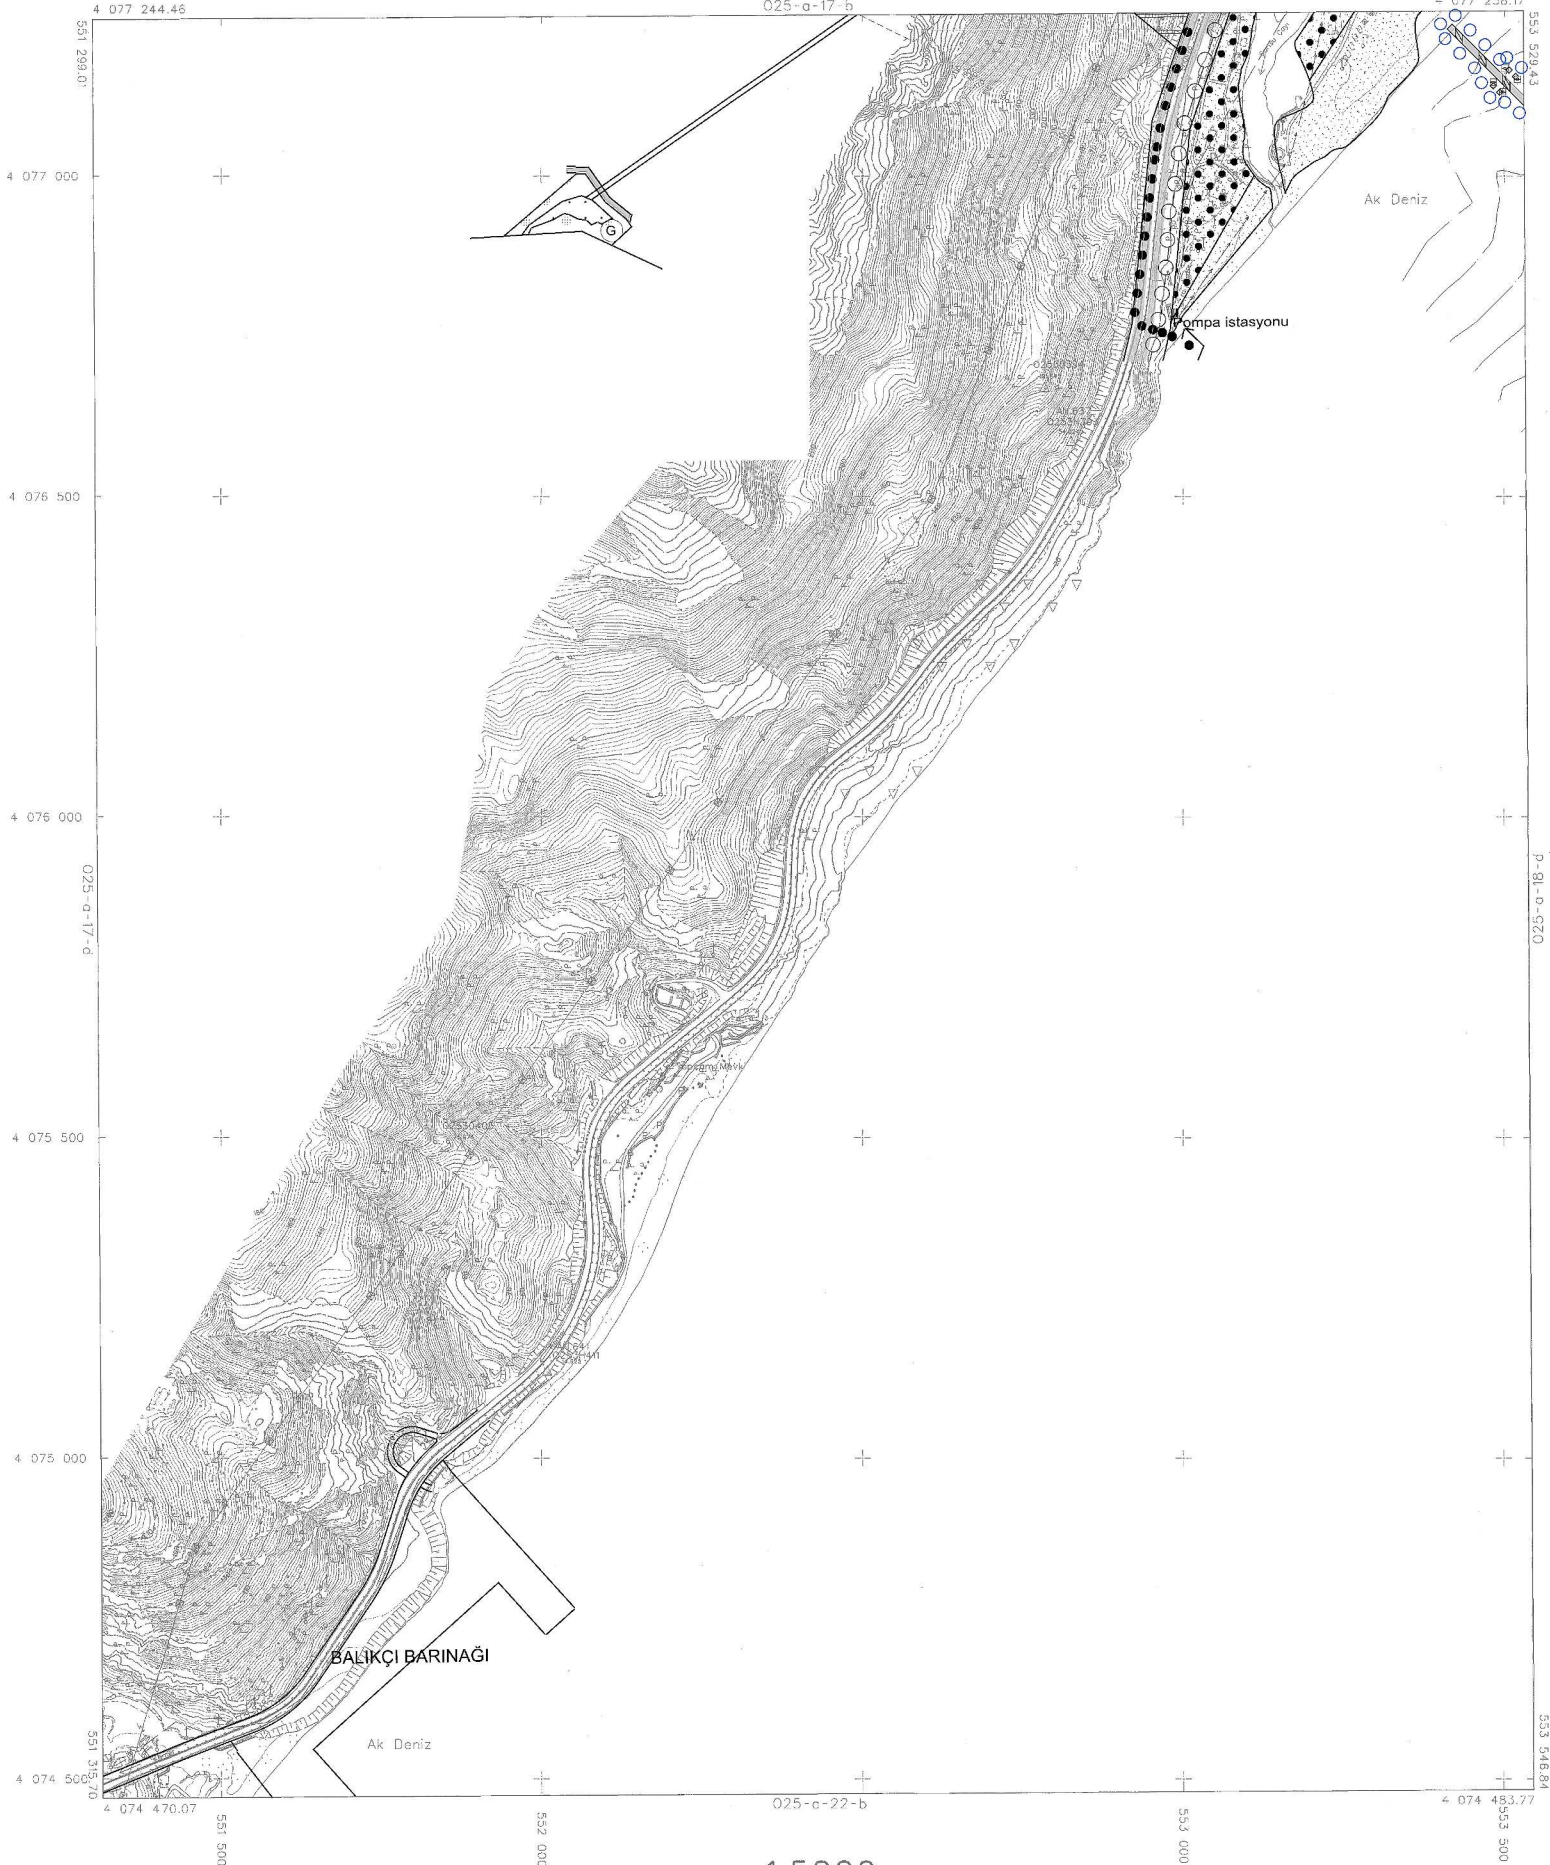 4 077 244.46
025-a-17-b
551 299.01
553 529.43
4 077 000
G
Ak Deniz
Pompa istasyonu
4 076 500
4 076 000
025-a-17-d
025-a-18-d
4 075 500
4 075 000
BALIKÇI BARINAĞI
Ak Deniz
4 074 500
551 315.70
553 546.84
4 074 470.07
025-c-22-b
4 074 483.77
551 500
552 000
553 000
553 500